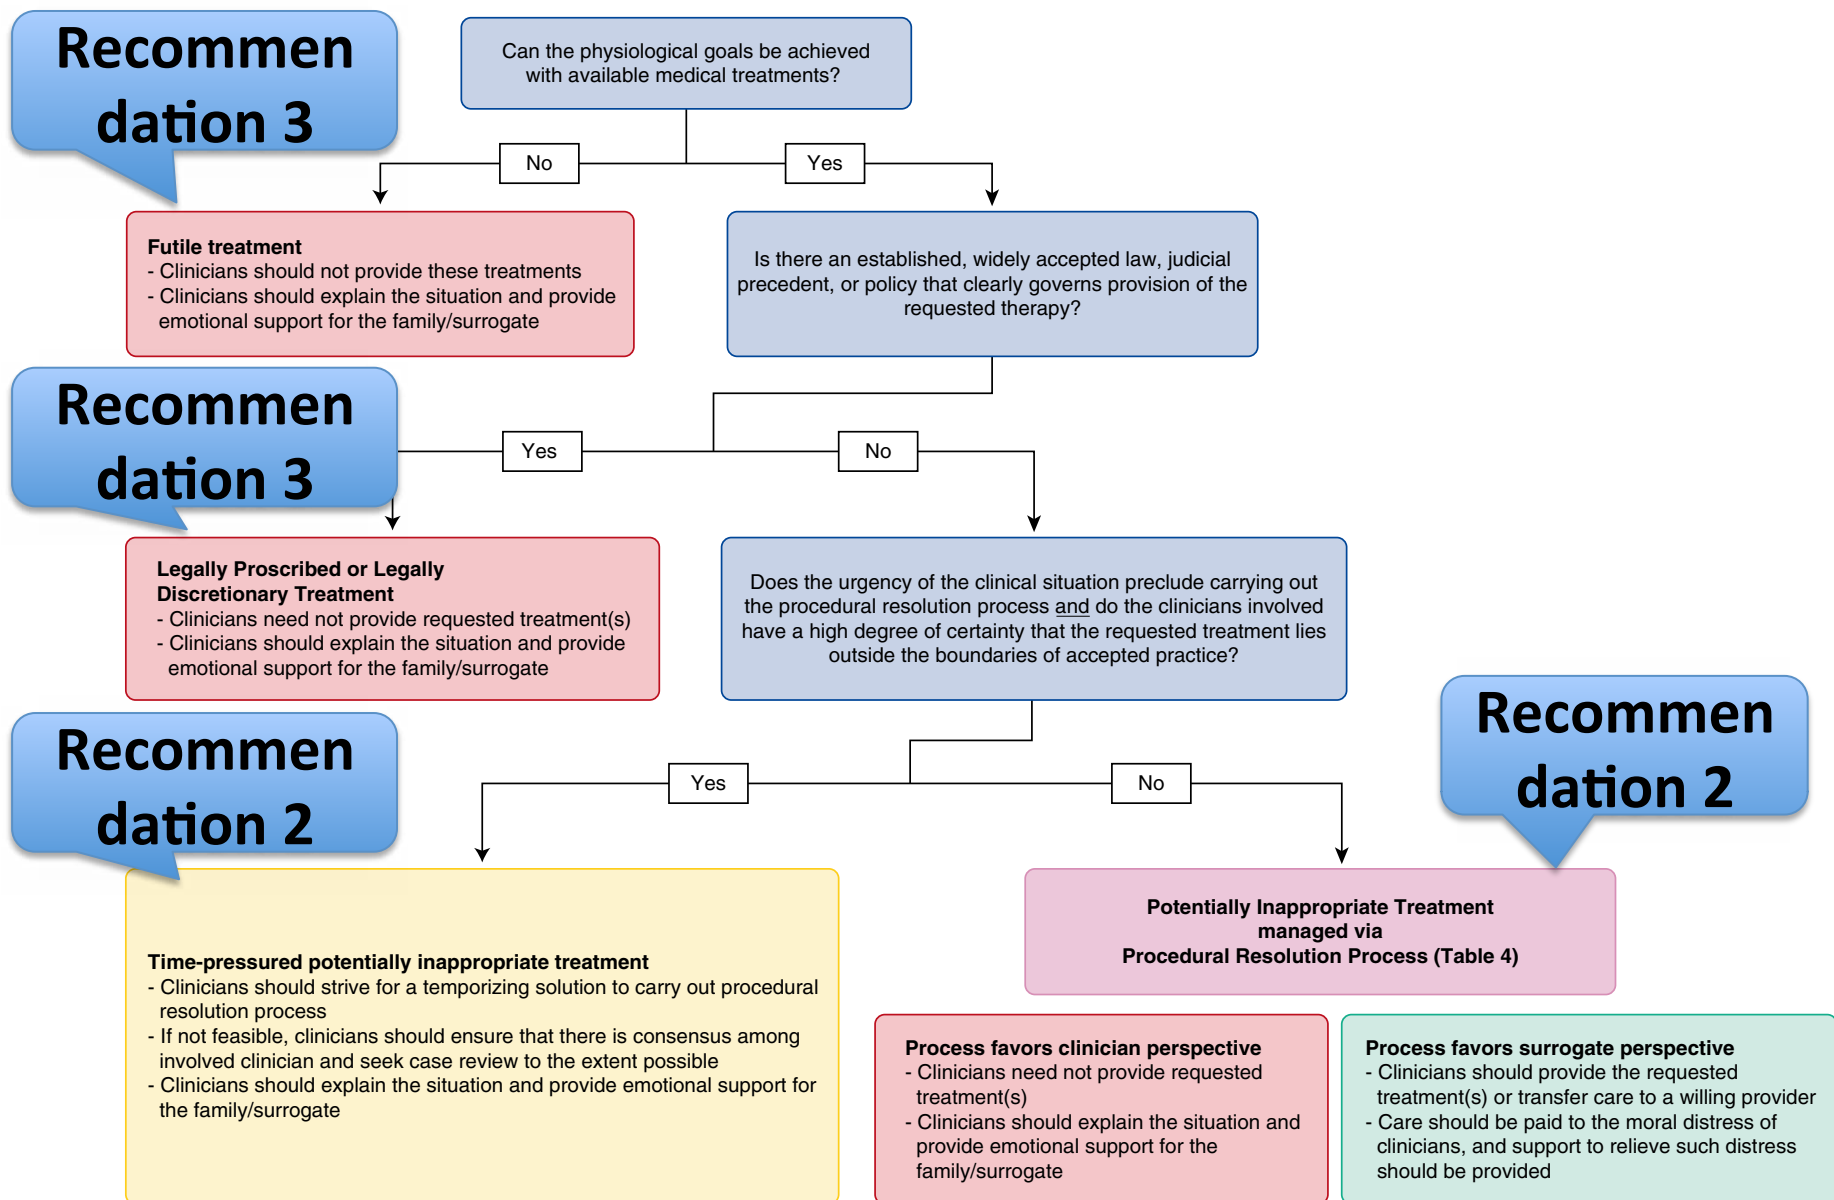 Recommen
dation 3
Can the physiological goals be achieved
with available medical treatments?
No
Yes
Futile treatment
- Clinicians should not provide these treatments
- Clinicians should explain the situation and provide
emotional support for the family/surrogate
Is there an established, widely accepted law, judicial
precedent, or policy that clearly governs provision of the
requested therapy?
Recommen
dation 3
Yes
No
Legally Proscribed or Legally
Discretionary Treatment
- Clinicians need not provide requested treatment(s)
- Clinicians should explain the situation and provide
emotional support for the family/surrogate
Does the urgency of the clinical situation preclude carrying out
the procedural resolution process and do the clinicians involved
have a high degree of certainty that the requested treatment lies
outside the boundaries of accepted practice?
Recommen
dation 2
Recommen
dation 2
Yes
No
Time-pressured potentially inappropriate treatment
- Clinicians should strive for a temporizing solution to carry out procedural
resolution process
- If not feasible, clinicians should ensure that there is consensus among
involved clinician and seek case review to the extent possible
- Clinicians should explain the situation and provide emotional support for
the family/surrogate
Potentially Inappropriate Treatment
managed via
Procedural Resolution Process (Table 4)
Process favors clinician perspective
- Clinicians need not provide requested
treatment(s)
- Clinicians should explain the situation and
provide emotional support for the
family/surrogate
Process favors surrogate perspective
- Clinicians should provide the requested
treatment(s) or transfer care to a willing provider
- Care should be paid to the moral distress of
clinicians, and support to relieve such distress
should be provided